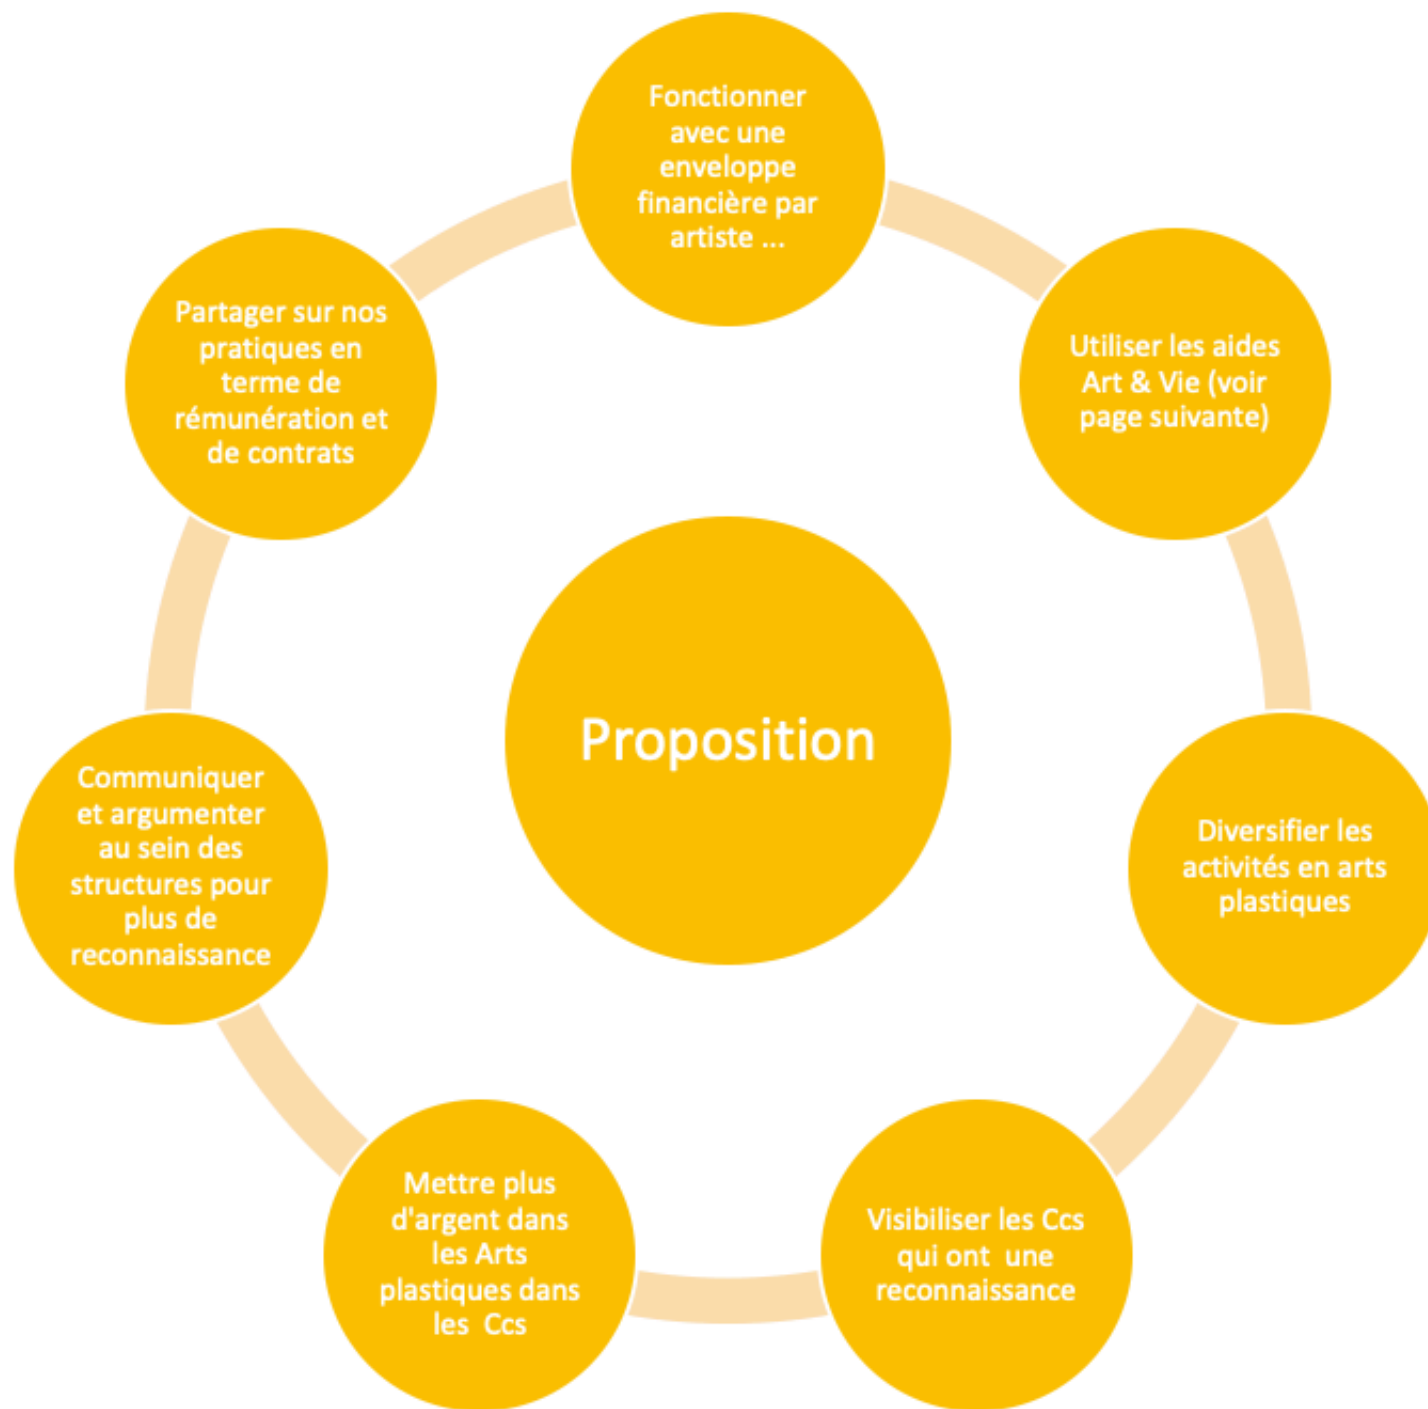 Fonctionner
avec une
enveloppe
financière par
artiste ...
Utiliser les aides
Art & Vie (voir
page suivante)
Diversifier les
activités en arts
plastiques
Visibiliser les Ccs
qui ont  une
reconnaissance
Mettre plus
d'argent dans
les Arts
plastiques dans
les  Ccs
Communiquer
et argumenter
au sein des
structures pour
plus de
reconnaissance
Partager sur nos
pratiques en
terme de
rémunération et
de contrats
Proposition